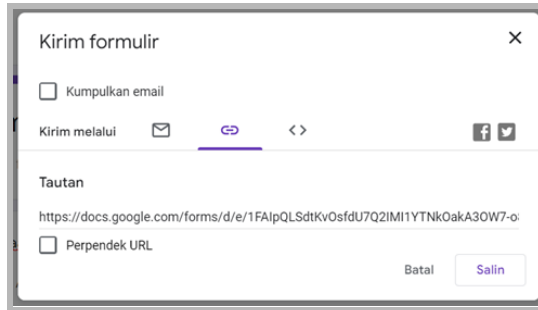 Kirim formulir
Kumpulkan email
Kirim melalui
Tautan
https://docs.google.com/forms/d/e/1FAIpQLSdtKvOsfdU7Q2IMI1YTNkOakA3OW7-o
Perpendek URL
Batal Salin